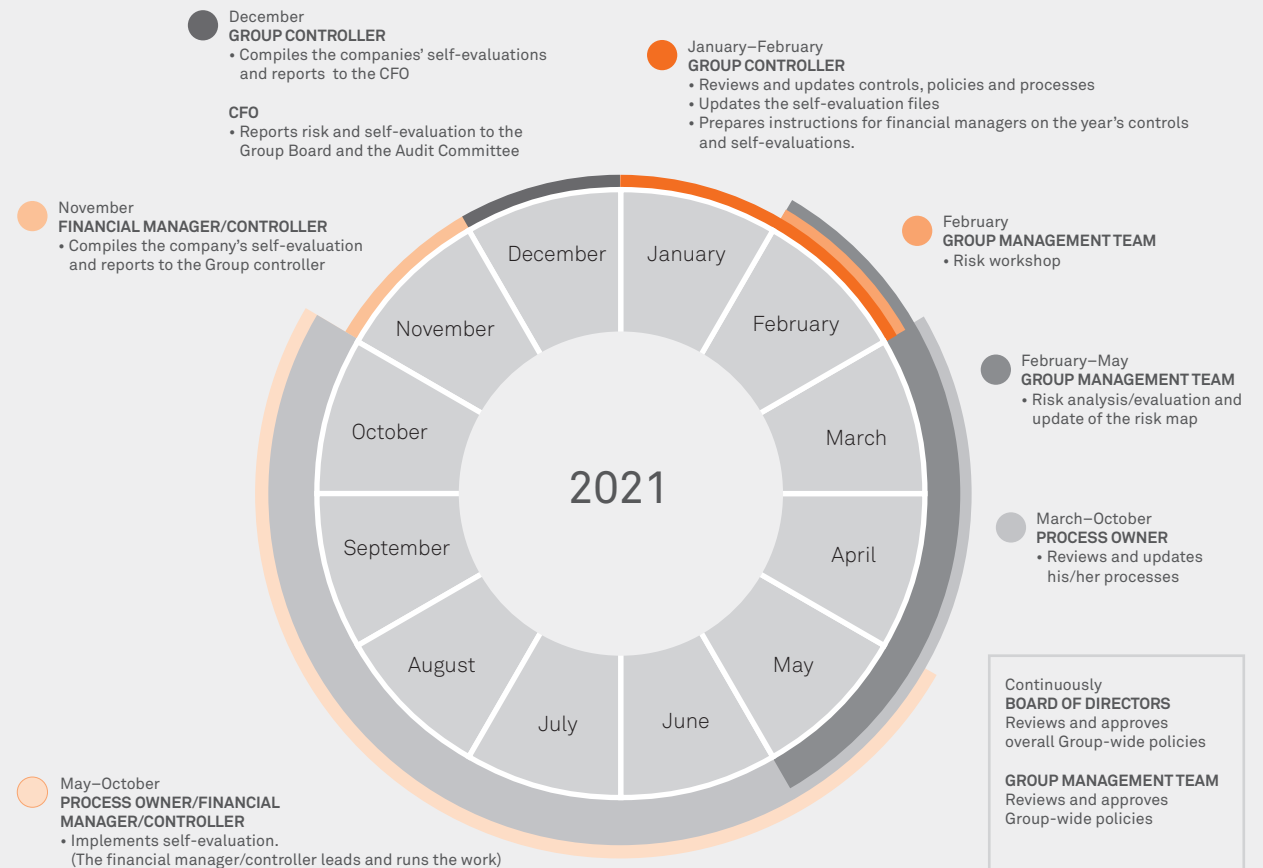 December
GROUP CONTROLLER
• Compiles the companies' self-evaluations
and reports to the CFO
CFO
• Reports risk and self-evaluation to the
Group Board and the Audit Committee
January–February
GROUP CONTROLLER
• Reviews and updates controls, policies and processes
• Updates the self-evaluation files
• Prepares instructions for financial managers on the year's controls
and self-evaluations.
November
FINANCIAL MANAGER/CONTROLLER
• Compiles the company's self-evaluation
and reports to the Group controller
February
GROUP MANAGEMENT TEAM
• Risk workshop
February–May
GROUP MANAGEMENT TEAM
• Risk analysis/evaluation and
update of the risk map
March–October
PROCESS OWNER
• Reviews and updates
his/her processes
January
February
March
April
May
June
July
August
September
October
November
December
2021
May–October
PROCESS OWNER/FINANCIAL
MANAGER/CONTROLLER
• Implements self-evaluation.
(The financial manager/controller leads and runs the work)
Continuously
BOARD OF DIRECTORS
Reviews and approves
overall Group-wide policies
GROUP MANAGEMENT TEAM
Reviews and approves
Group-wide policies